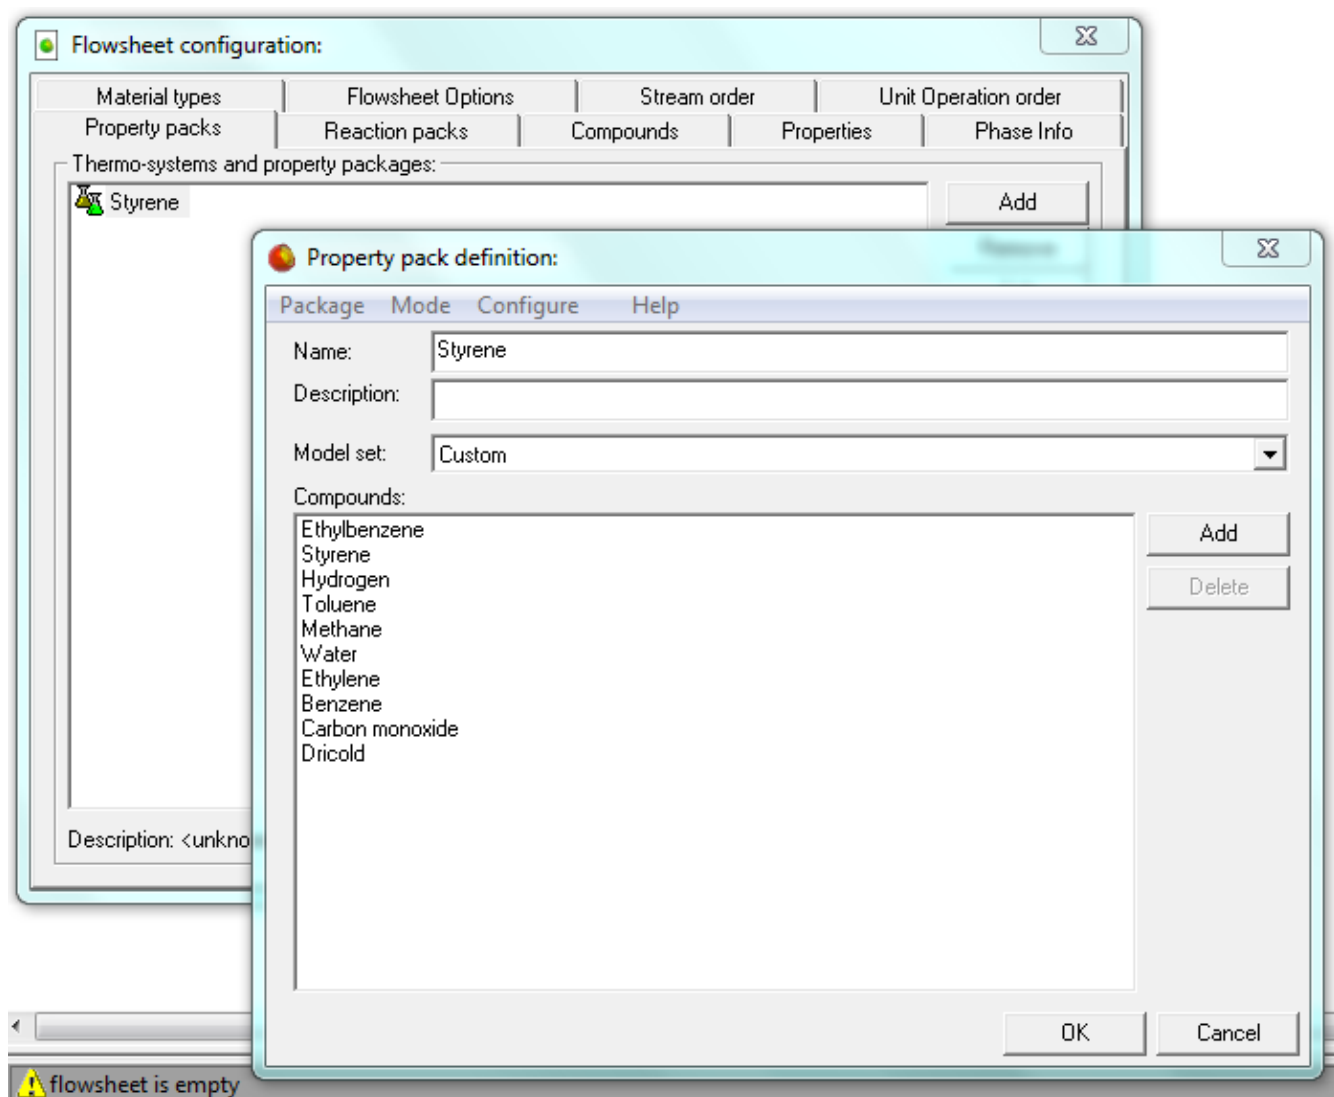 Flowsheet configuration:
Material types
Flowsheet Options
Stream order
Unit Operation order
Property packs
Reaction packs
Compounds
Properties
Phase Info
Thermo-systems and property packages:
Styrene
Add
Remove
Description: <unkno
Property pack definition:
Package Mode Configure Help
Name: Styrene
Description:
Model set: Custom
Compounds:
Ethylbenzene
Styrene
Hydrogen
Toluene
Methane
Water
Ethylene
Benzene
Carbon monoxide
Dricold
Add
Delete
OK
Cancel
flowsheet is empty